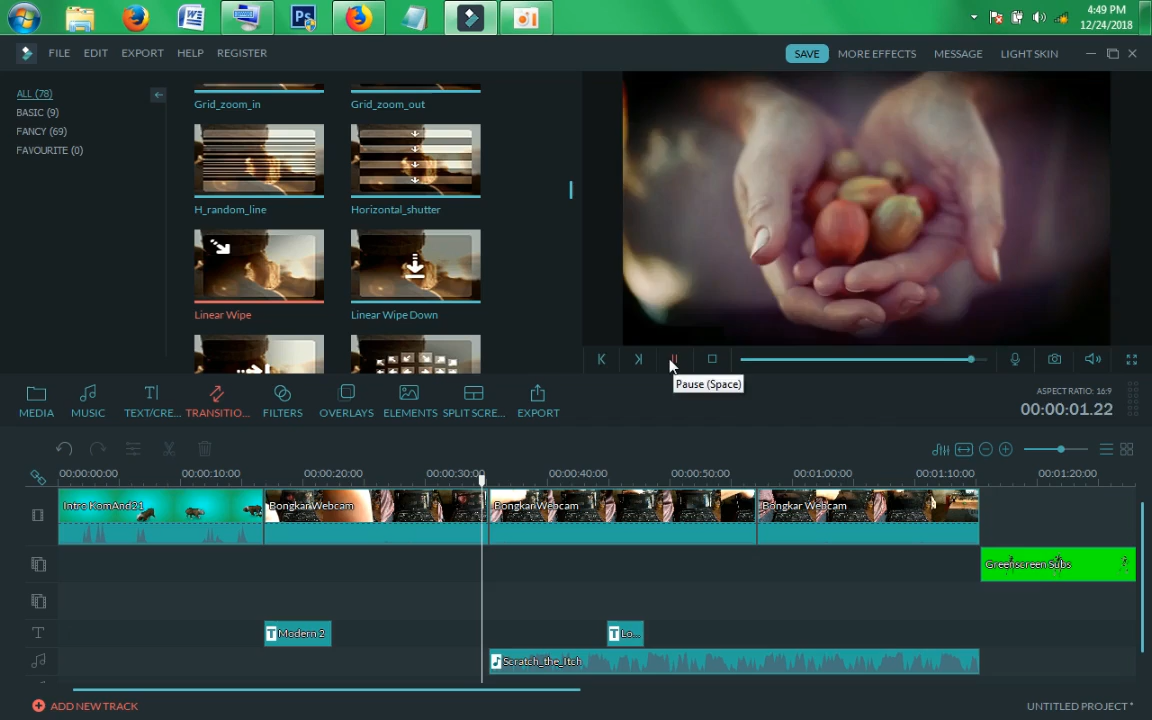 4:49 PM
12/24/2018
FILE EDIT EXPORT HELP REGISTER
SAVE MORE EFFECTS MESSAGE LIGHT SKIN
ALL (78)
BASIC (9)
FANCY (69)
FAVOURITE (0)
Grid_zoom_in Grid_zoom_out
H_random_line Horizontal_shutter
Linear Wipe Linear Wipe Down
Pause (Space)
MEDIA MUSIC TEXT/CRE... TRANSITIO... FILTERS OVERLAYS ELEMENTS SPLIT SCRE... EXPORT
ASPECT RATIO: 16:9
00:00:01.22
00:00:00:00 00:00:10:00 00:00:20:00 00:00:30:00 00:00:40:00 00:00:50:00 00:01:00:00 00:01:10:00 00:01:20:00
Intro KomAnd21 Bongkar Webcam Bongkar Webcam Bongkar Webcam
Greenscreen Subs
T Modern 2 T Lo...
Scratch_the_Itch
ADD NEW TRACK
UNTITLED PROJECT *